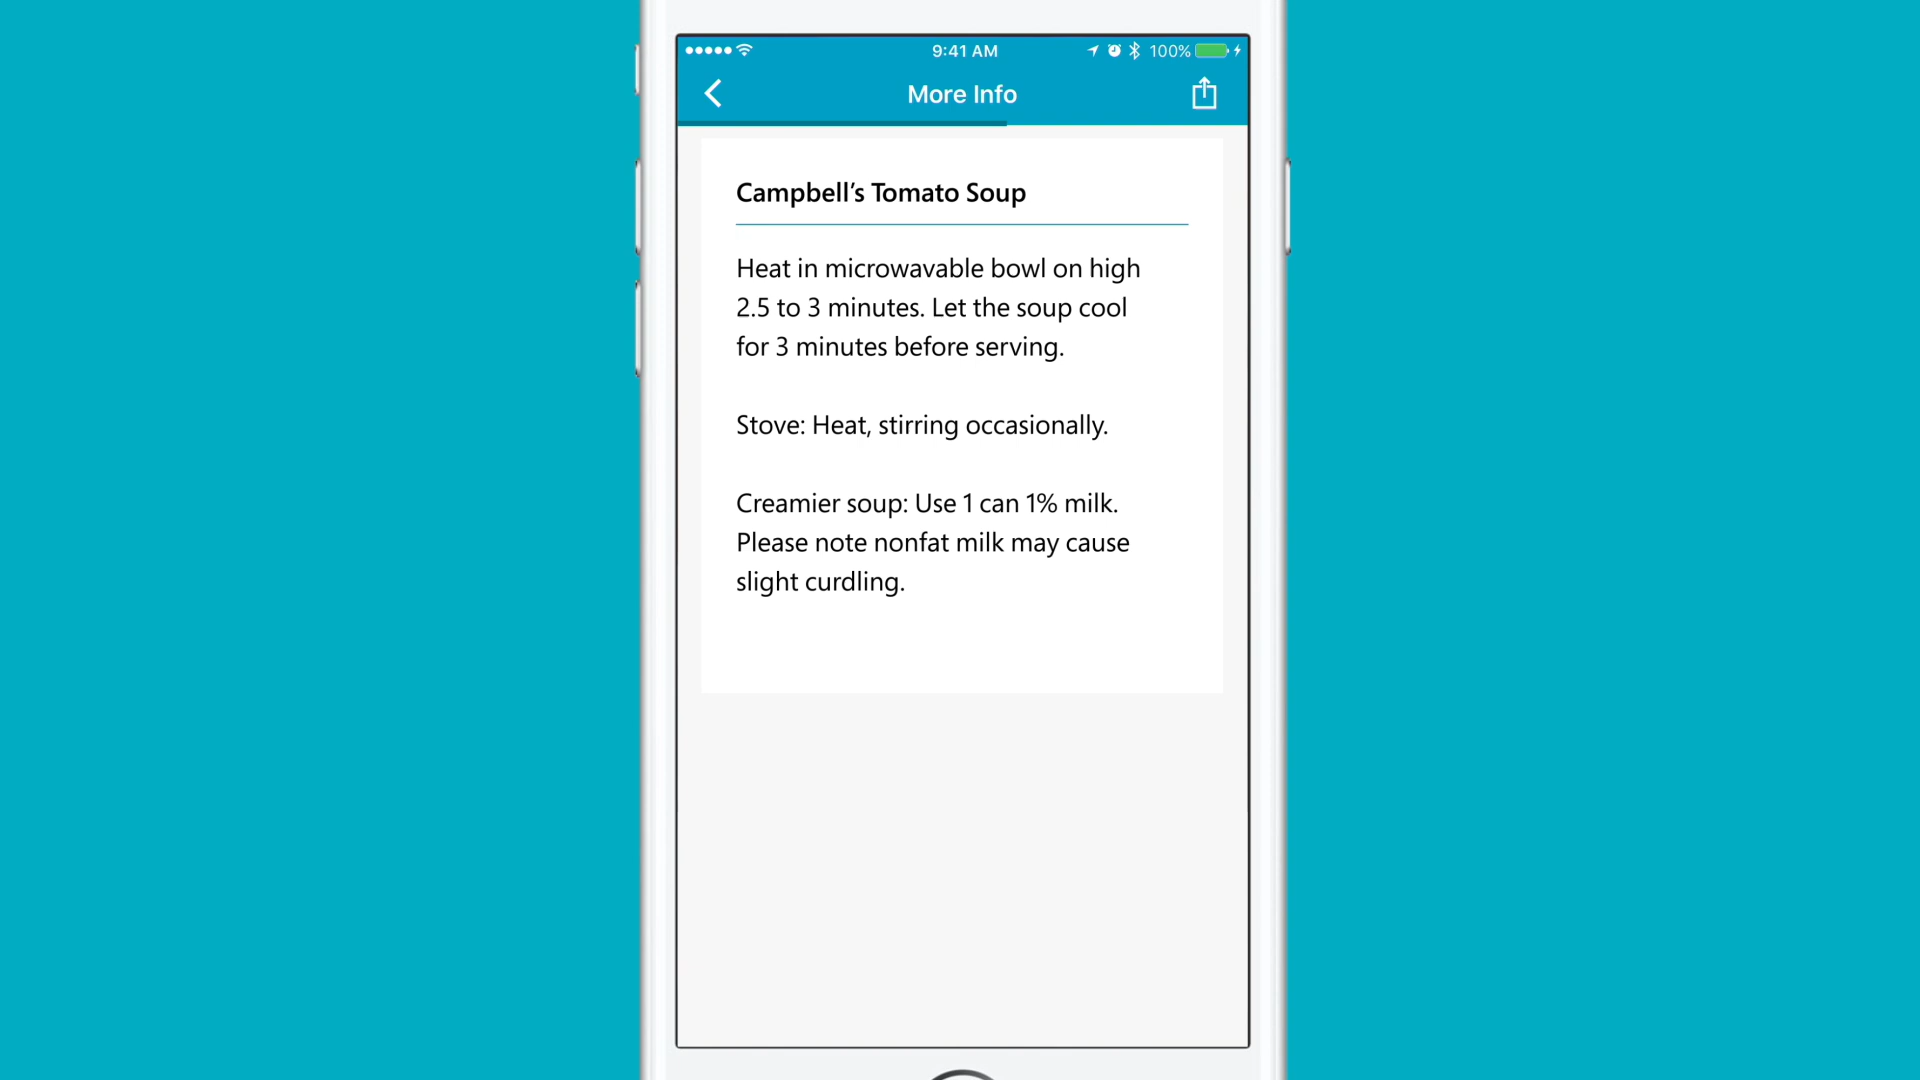 9:41 AM
100%
More Info
Campbell’s Tomato Soup
Heat in microwavable bowl on high
2.5 to 3 minutes. Let the soup cool
for 3 minutes before serving.
Stove: Heat, stirring occasionally.
Creamier soup: Use 1 can 1% milk.
Please note nonfat milk may cause
slight curdling.